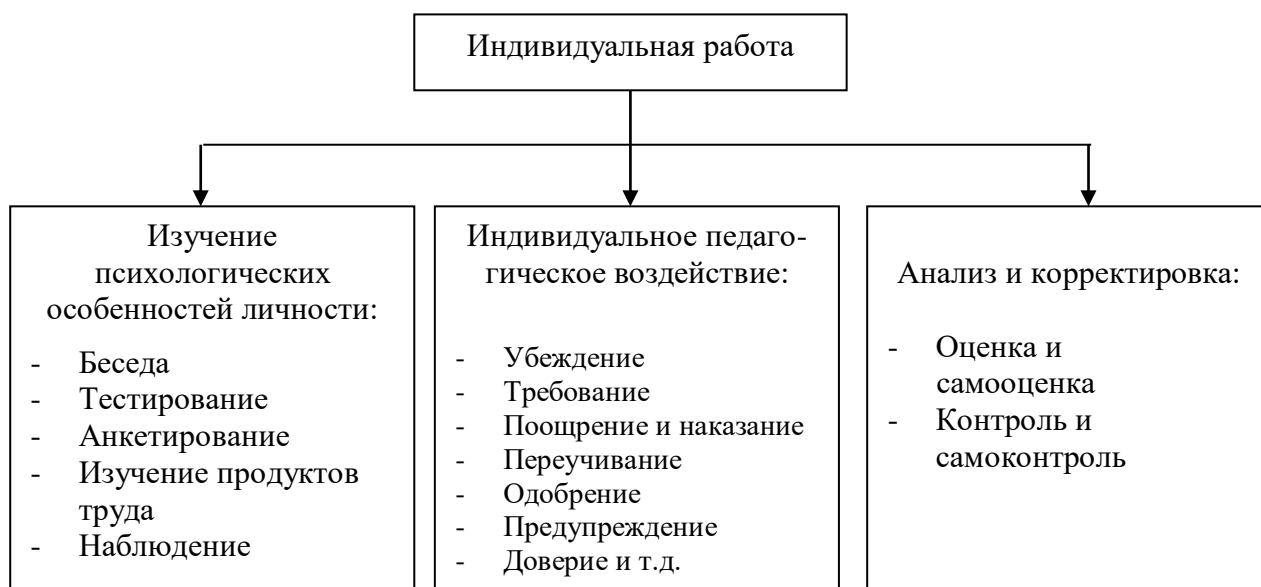 Индивидуальная работа
Изучение
психологических
особенностей личности:
- Беседа
- Тестирование
- Анкетирование
- Изучение продуктов
труда
- Наблюдение
Индивидуальное педаго-
гическое воздействие:
- Убеждение
- Требование
- Поощрение и наказание
- Переучивание
- Одобрение
- Предупреждение
- Доверие и т.д.
Анализ и корректировка:
- Оценка и
самооценка
- Контроль и
самоконтроль